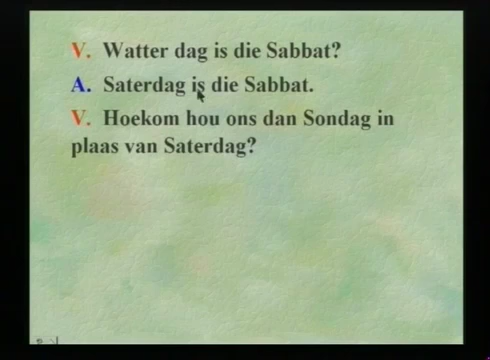 V. Watter dag is die Sabbat?
A. Saterdag is die Sabbat.
V. Hoekom hou ons dan Sondag in
plaas van Saterdag?